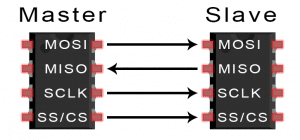 Master Slave
MOSI MOSI
MISO MISO
SCLK SCLK
SS/CS SS/CS